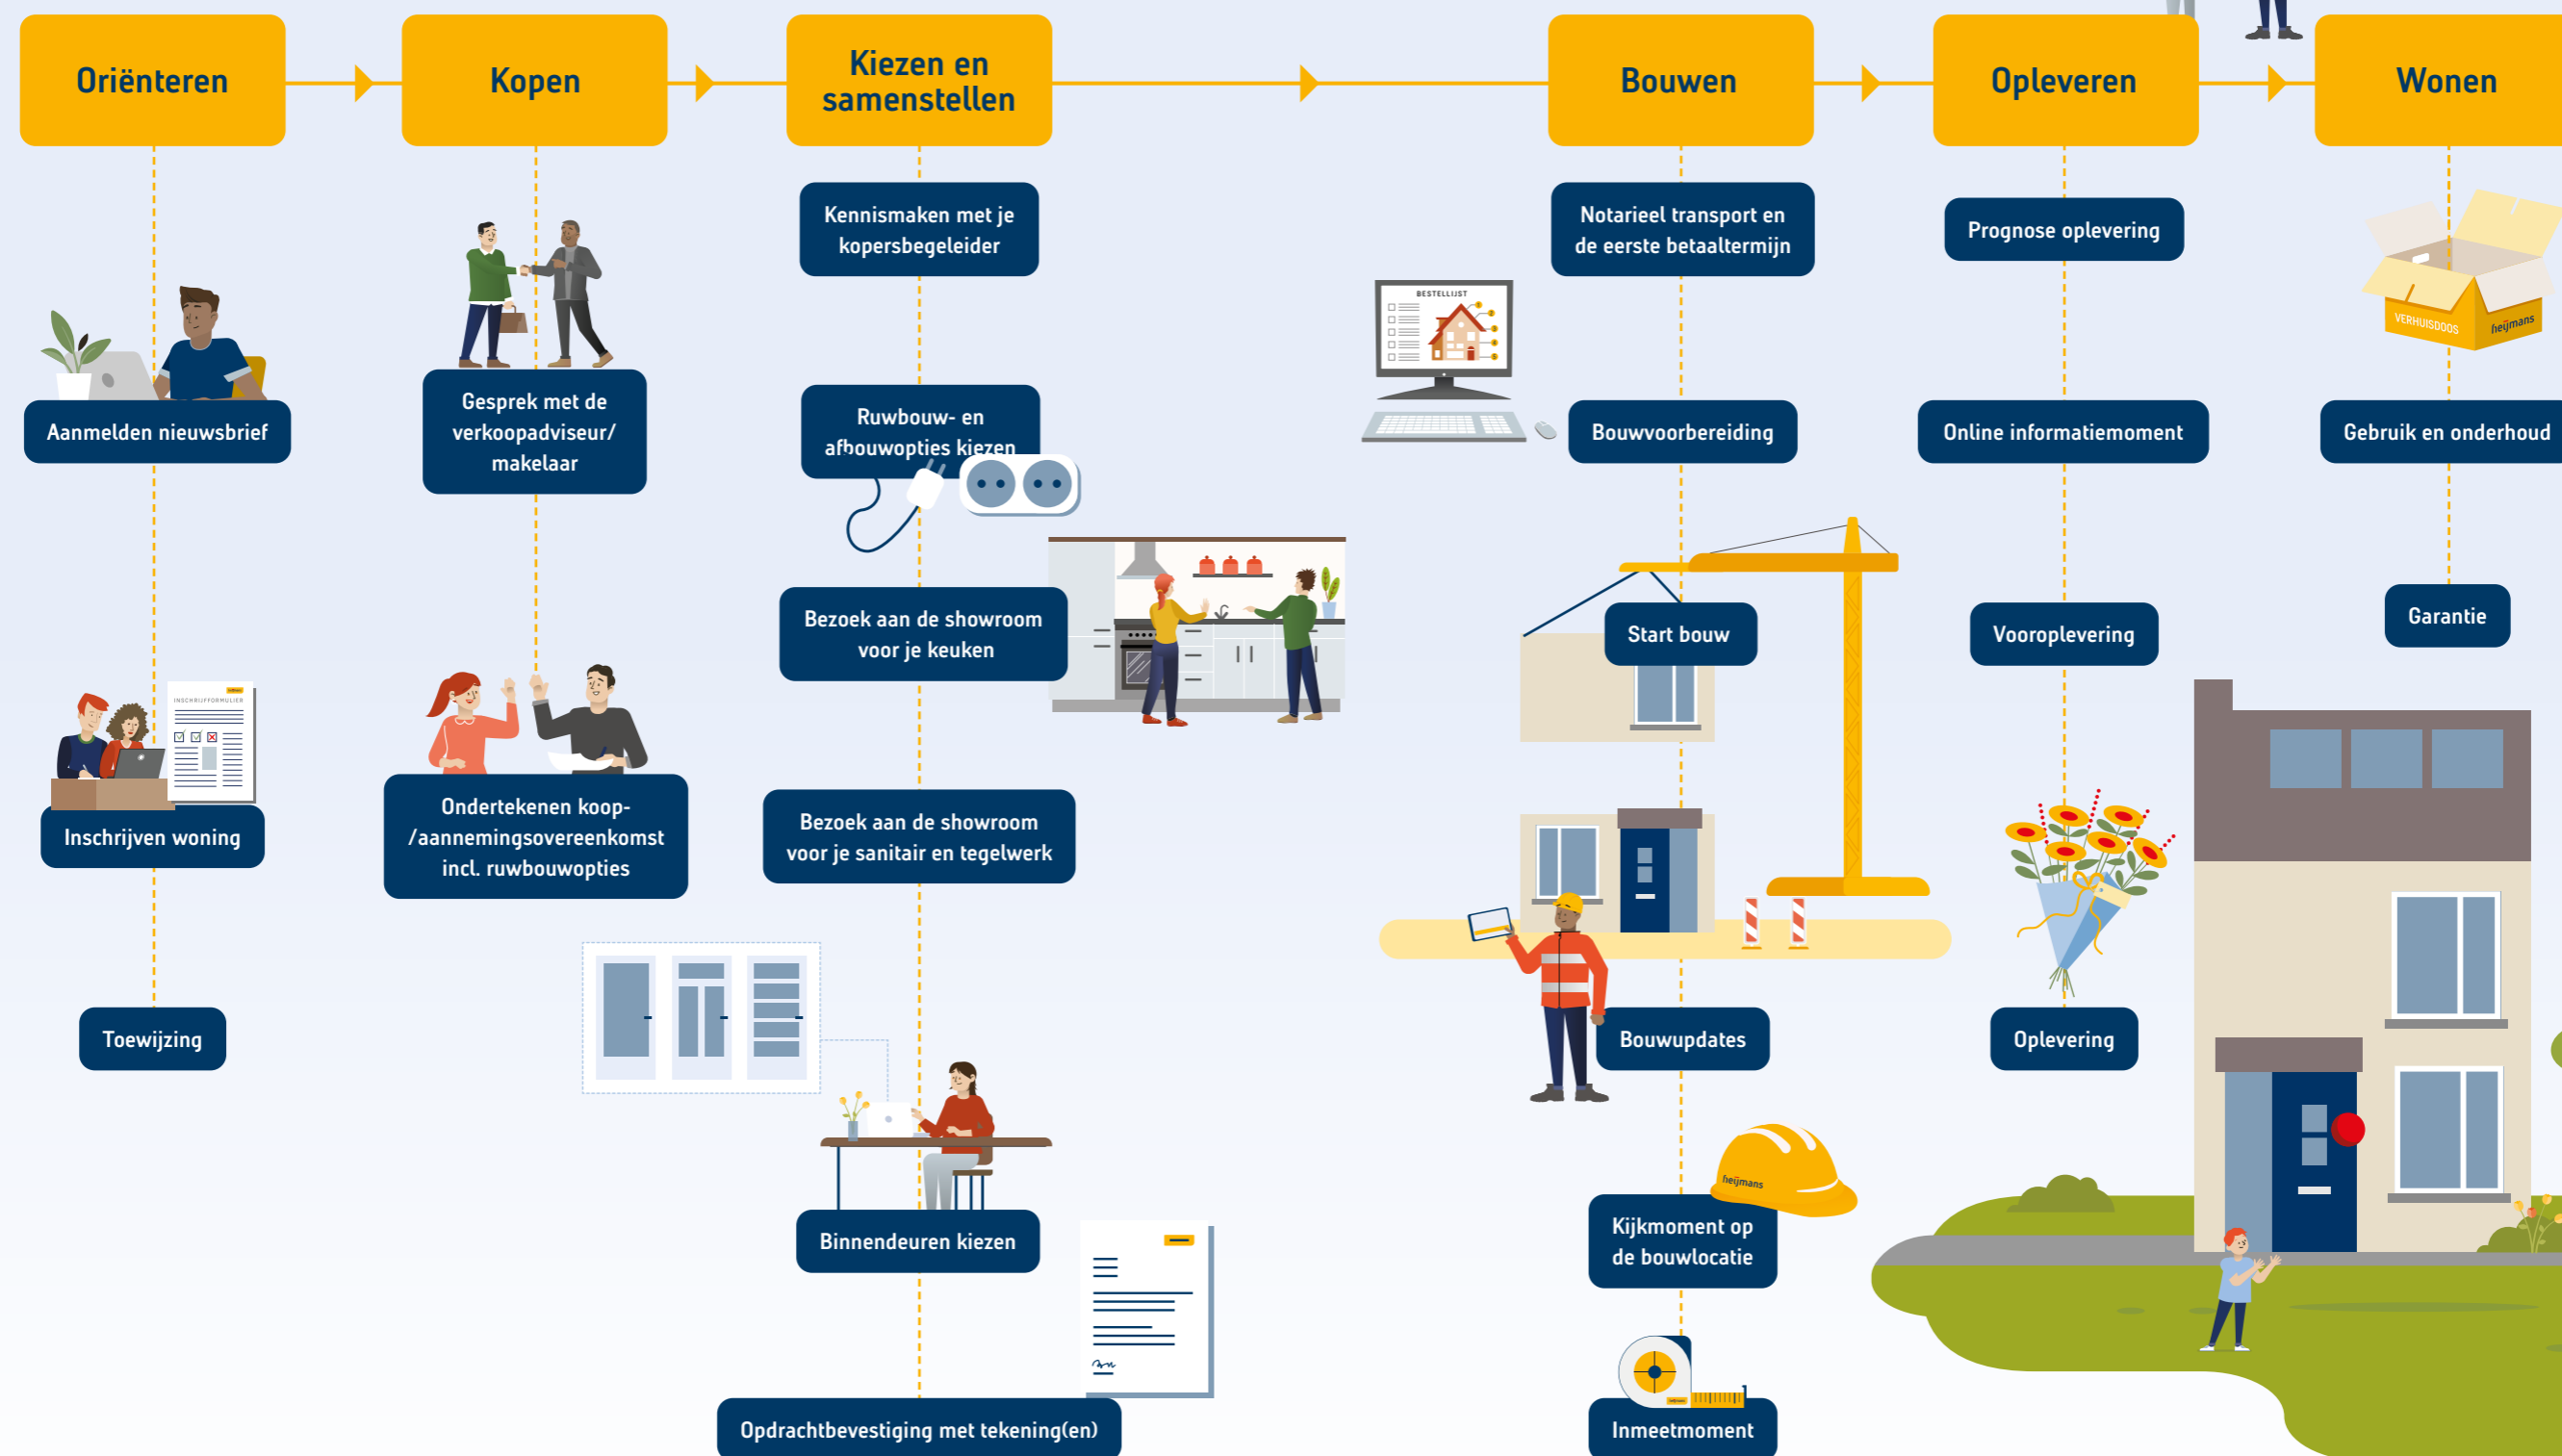 Oriënteren
Aanmelden nieuwsbrief
INSCHRIJFFORMULIER
Inschrijven woning
Toewijzing
Kopen
Gesprek met de
verkoopadviseur/
makelaar
Ondertekenen koop-
/aannemingsovereenkomst
incl. ruwbouwopties
Kiezen en
samenstellen
Kennismaken met je
kopersbegeleider
Ruwbouw- en
afbouwopties kiezen
Bezoek aan de showroom
voor je keuken
Bezoek aan de showroom
voor je sanitair en tegelwerk
Binnendeuren kiezen
Opdrachtbevestiging met tekening(en)
Bouwen
Notarieel transport en
de eerste betaaltermijn
BESTELLIJST
Bouwvoorbereiding
Start bouw
Bouwupdates
heijmans
Kijkmoment op
de bouwlocatie
Inmeetmoment
Opleveren
Prognose oplevering
Online informatiemoment
Vooroplevering
Oplevering
Wonen
VERHUISDOOS
heijmans
Gebruik en onderhoud
Garantie